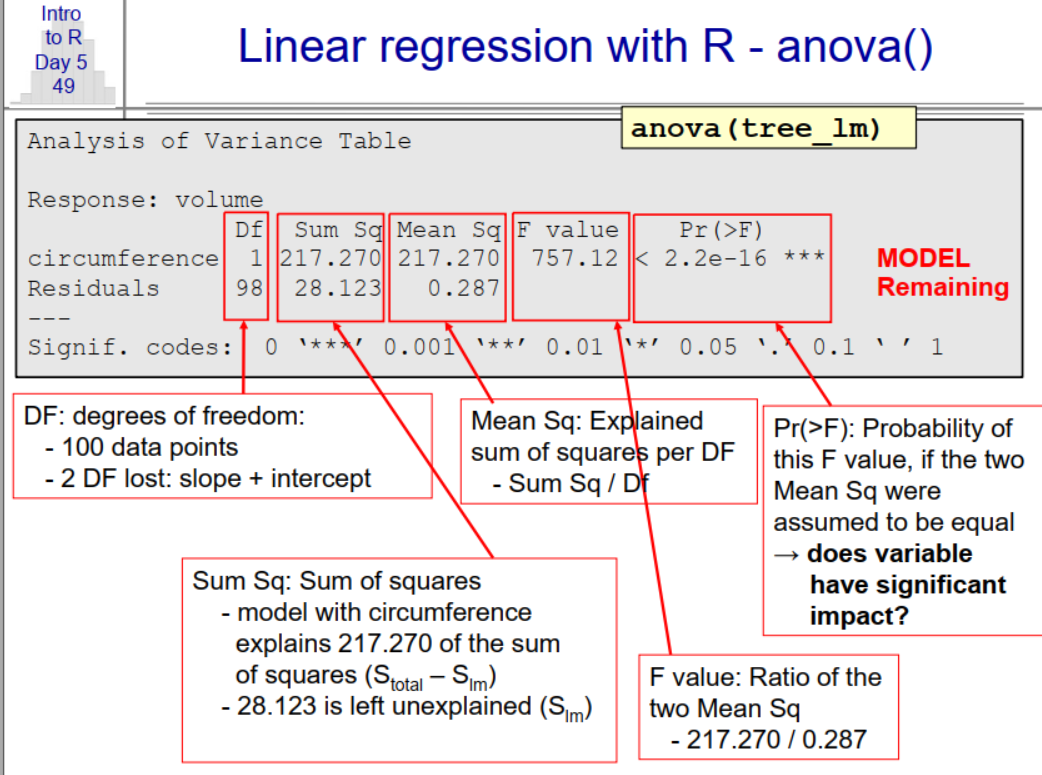 Intro
to R
Day 5
49
Linear regression with R - anova()
anova(tree_lm)
Analysis of Variance Table
Response: volume
Df Sum Sq Mean Sq F value Pr(>F)
circumference 1 217.270 217.270 757.12 < 2.2e-16 ***
Residuals 98 28.123 0.287
---
Signif. codes: 0 ‘***’ 0.001 ‘**’ 0.01 ‘*’ 0.05 ‘.’ 0.1 ‘ ’ 1
MODEL
Remaining
DF: degrees of freedom:
- 100 data points
- 2 DF lost: slope + intercept
Mean Sq: Explained
sum of squares per DF
- Sum Sq / Df
Pr(>F): Probability of
this F value, if the two
Mean Sq were
assumed to be equal
→ does variable
have significant
impact?
Sum Sq: Sum of squares
- model with circumference
explains 217.270 of the sum
of squares (Stotal – Slm)
- 28.123 is left unexplained (Slm)
F value: Ratio of the
two Mean Sq
- 217.270 / 0.287